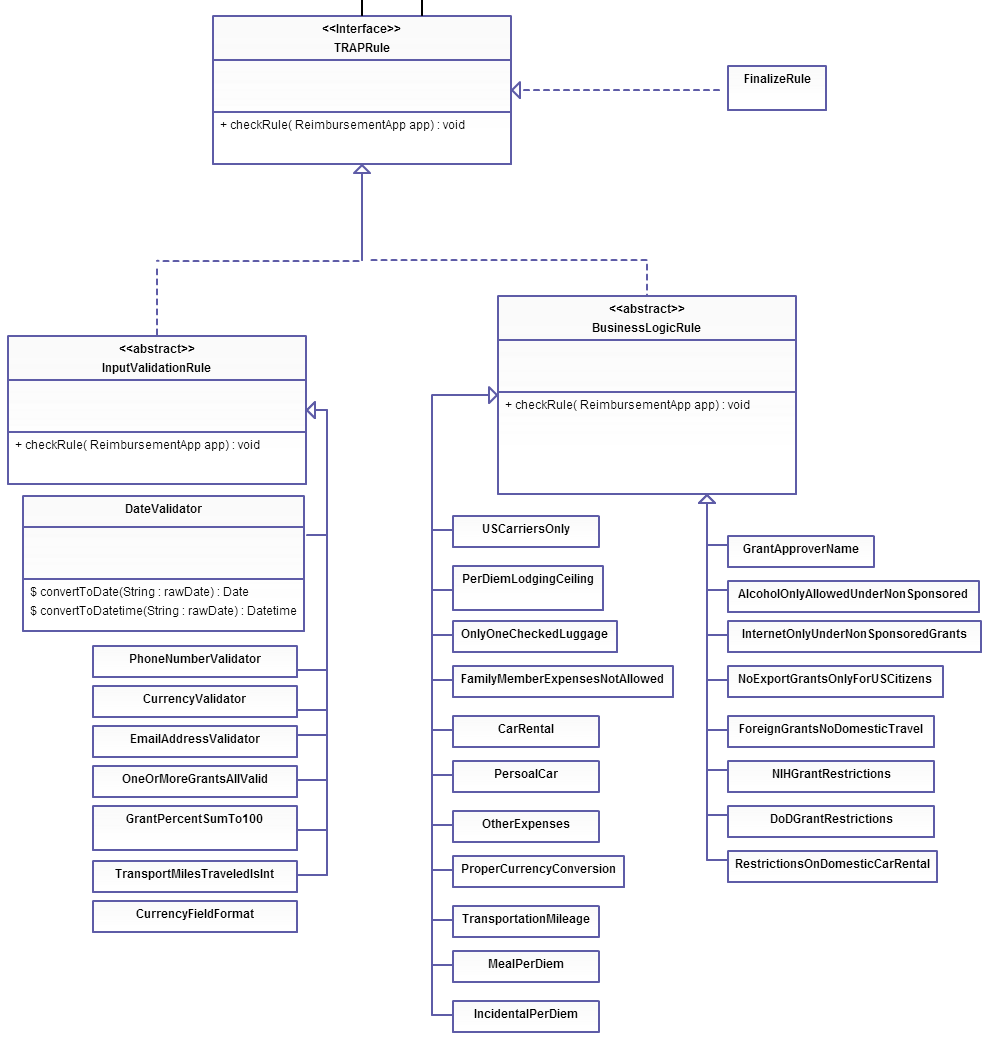 <<Interface>>
TRAPRule
+ checkRule( ReimbursementApp app) : void
FinalizeRule
<<abstract>>
InputValidationRule
+ checkRule( ReimbursementApp app) : void
<<abstract>>
BusinessLogicRule
+ checkRule( ReimbursementApp app) : void
DateValidator
$ convertToDate(String : rawDate) : Date
$ convertToDatetime(String : rawDate) : Datetime
PhoneNumberValidator
CurrencyValidator
EmailAddressValidator
OneOrMoreGrantsAllValid
GrantPercentSumTo100
TransportMilesTraveledIsInt
CurrencyFieldFormat
USCarriersOnly
PerDiemLodgingCeiling
OnlyOneCheckedLuggage
FamilyMemberExpensesNotAllowed
CarRental
PersoalCar
OtherExpenses
ProperCurrencyConversion
TransportationMileage
MealPerDiem
IncidentalPerDiem
GrantApproverName
AlcoholOnlyAllowedUnderNonSponsored
InternetOnlyUnderNonSponsoredGrants
NoExportGrantsOnlyForUSCitizens
ForeignGrantsNoDomesticTravel
NIHGrantRestrictions
DoDGrantRestrictions
RestrictionsOnDomesticCarRental